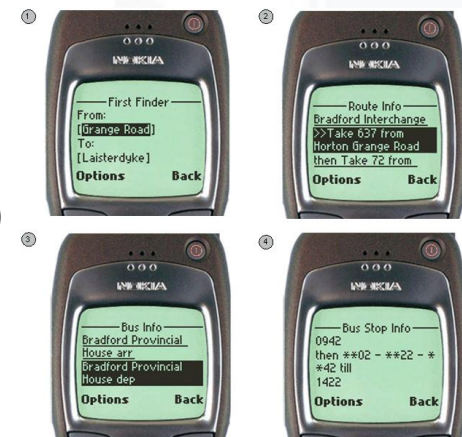 1
NOKIA
First Finder
From:
[Grange Road]
To:
[Laisterdyke]
Options Back
2
NOKIA
Route Info
Bradford Interchange
>>Take 637 from
Horton Grange Road
then Take 72 from
Options Back
3
NOKIA
Bus Info
Bradford Provincial
House arr
Bradford Provincial
House dep
Options Back
4
NOKIA
Bus Stop Info
0942
then **02 - **22 - *
*42 till
1422
Options Back